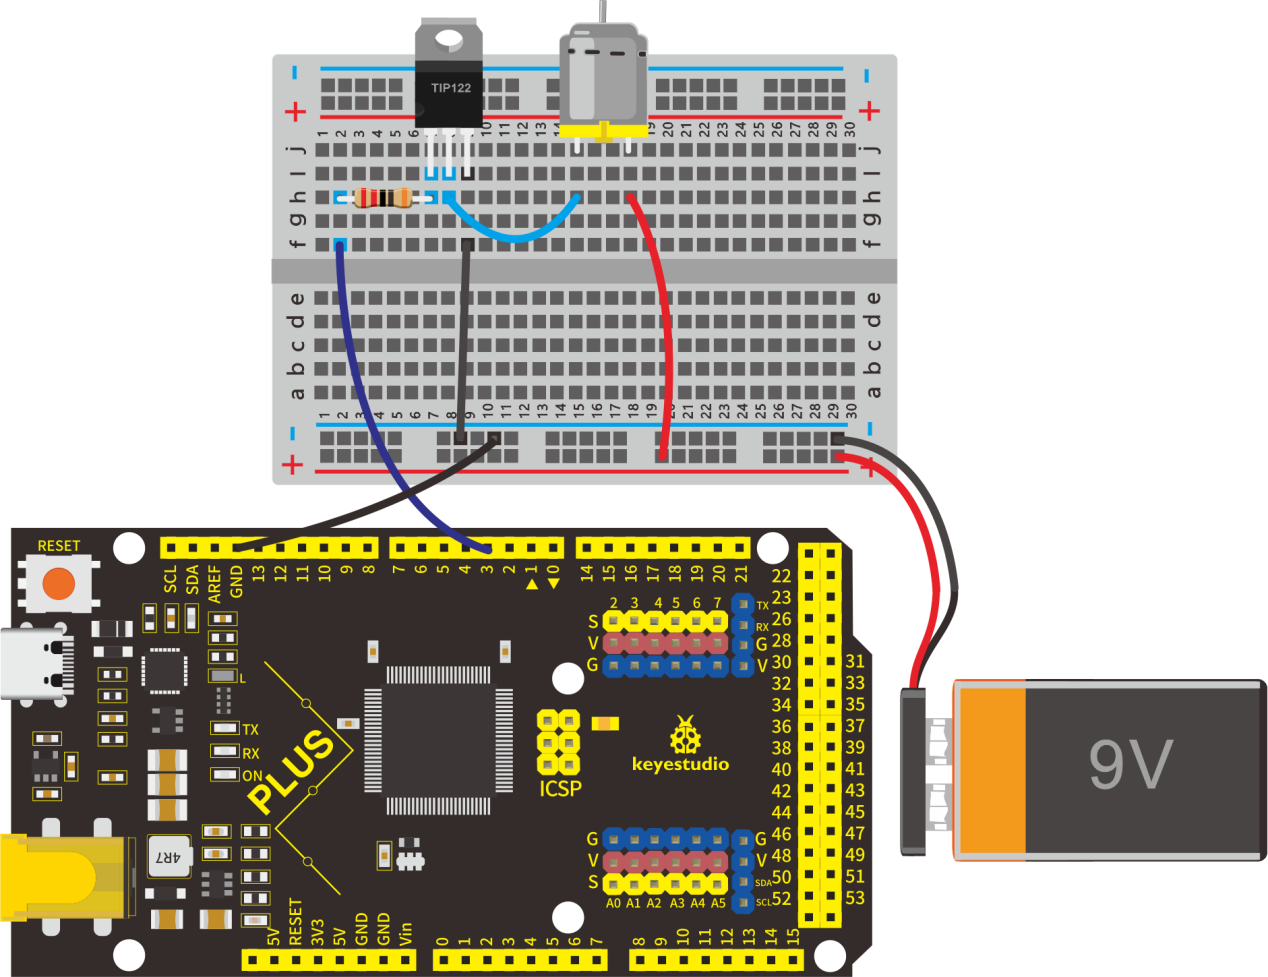 TIP122
- -
+ +
1 2 3 4 5 6 7 10 11 12 13 19 20 21 22 23 24 25 26 27 28 29 30
j j
i i
h h
g g
f f
e e
d d
c c
b b
a a
1 2 3 4 5 6 7 8 9 10 11 12 13 14 15 16 17 18 19 20 21 22 23 24 25 26 27 28 29 30
- -
+ +
RESET
SCL SDA AREF GND 13 12 11 10 9 8
7 6 5 4 3 2 1 0
14 15 16 17 18 19 20 21
2 3 4 5 6 7
S
V
G
TX
RX
G
V
22
23
26
28
30 31
32 33
34 35
36 37
38 39
40 41
42 43
44 45
46 47
48 49
50 51
52 53
L
TX
RX
ON
PLUS
ICSP
keyestudio
9V
4R7
G
V
S
A0 A1 A2 A3 A4 A5
G
V
SDA
SCL
5V RESET 3V3 5V GND GND Vin
0 1 2 3 4 5 6 7
8 9 10 11 12 13 14 15